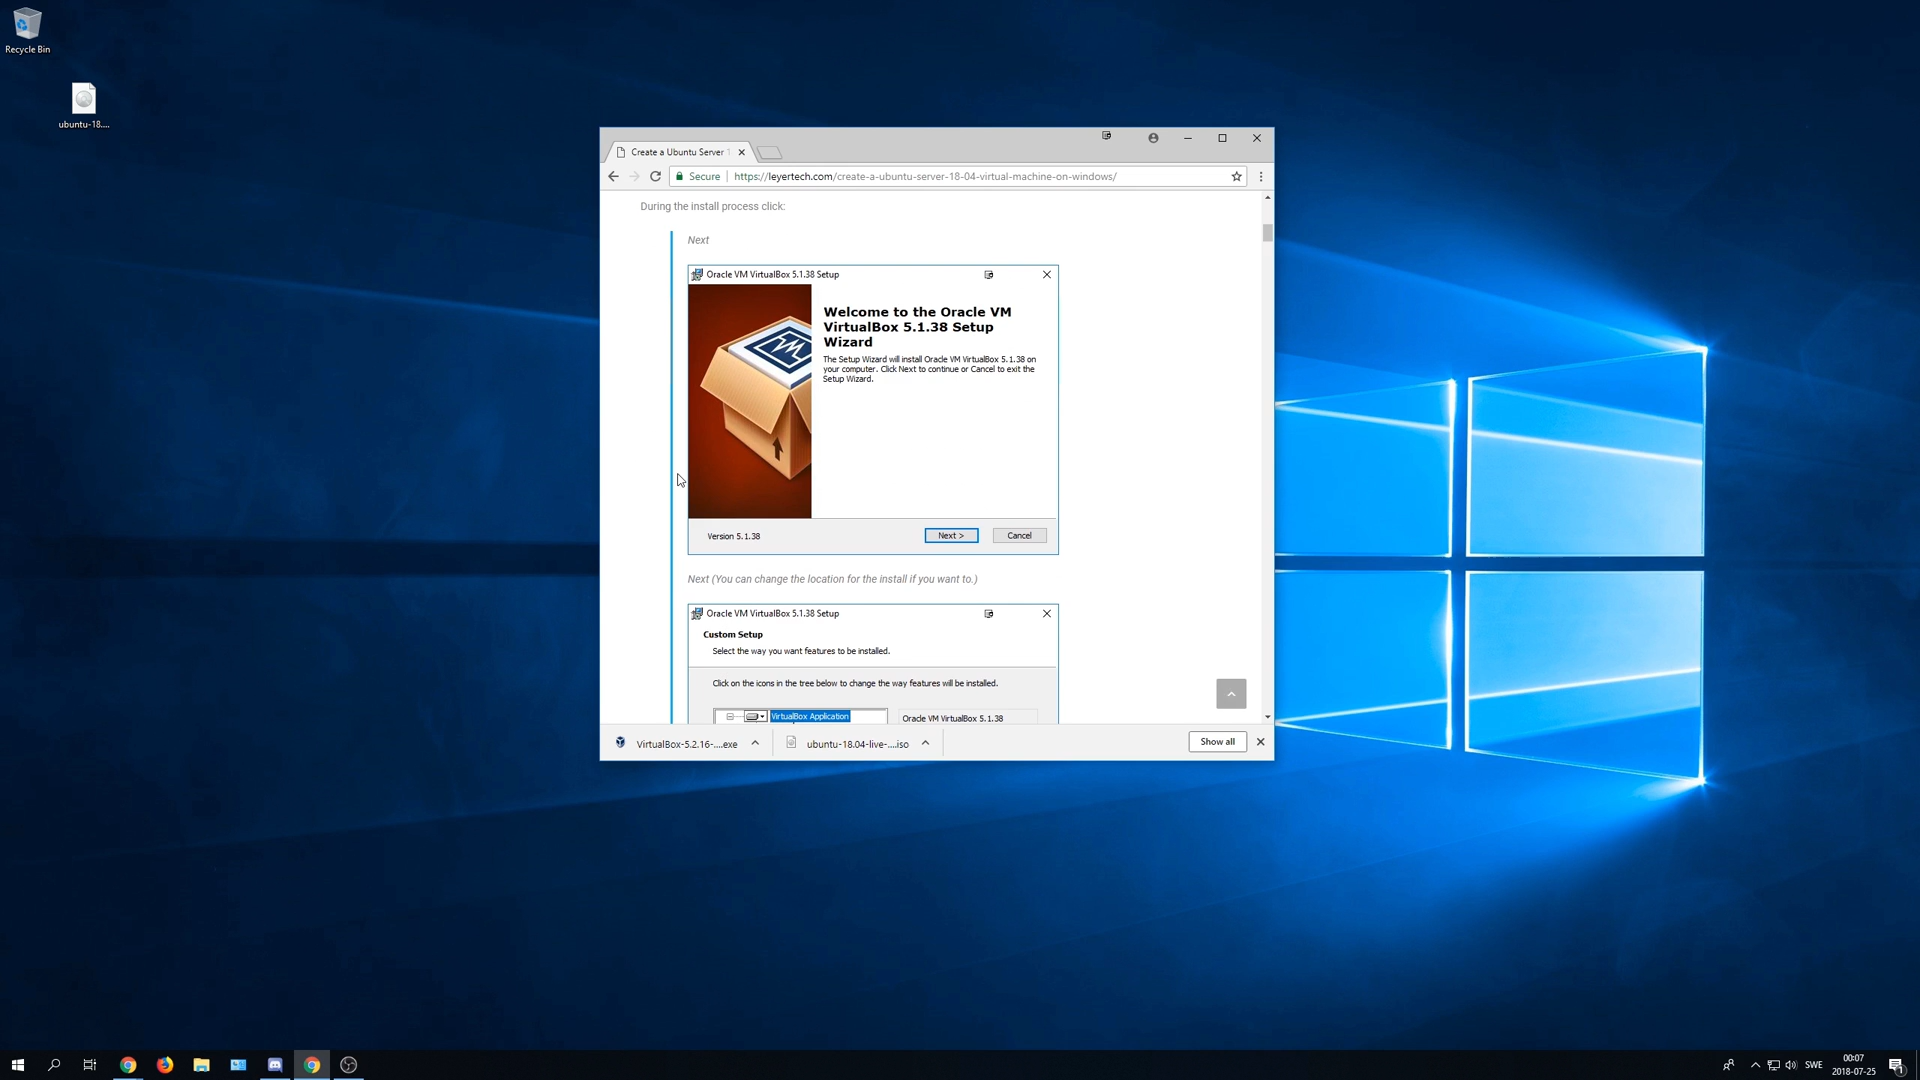 Recycle Bin
ubuntu-18....
Create a Ubuntu Server 1
Secure
https://leyertech.com/create-a-ubuntu-server-18-04-virtual-machine-on-windows/
During the install process click:
Next
Oracle VM VirtualBox 5.1.38 Setup
Welcome to the Oracle VM
VirtualBox 5.1.38 Setup
Wizard
The Setup Wizard will install Oracle VM VirtualBox 5.1.38 on
your computer. Click Next to continue or Cancel to exit the
Setup Wizard.
Version 5.1.38
Next >
Cancel
Next (You can change the location for the install if you want to.)
Oracle VM VirtualBox 5.1.38 Setup
Custom Setup
Select the way you want features to be installed.
Click on the icons in the tree below to change the way features will be installed.
VirtualBox Application
Oracle VM VirtualBox 5.1.38
VirtualBox-5.2.16-....exe
ubuntu-18.04-live-....iso
Show all
SWE
00:07
2018-07-25
1